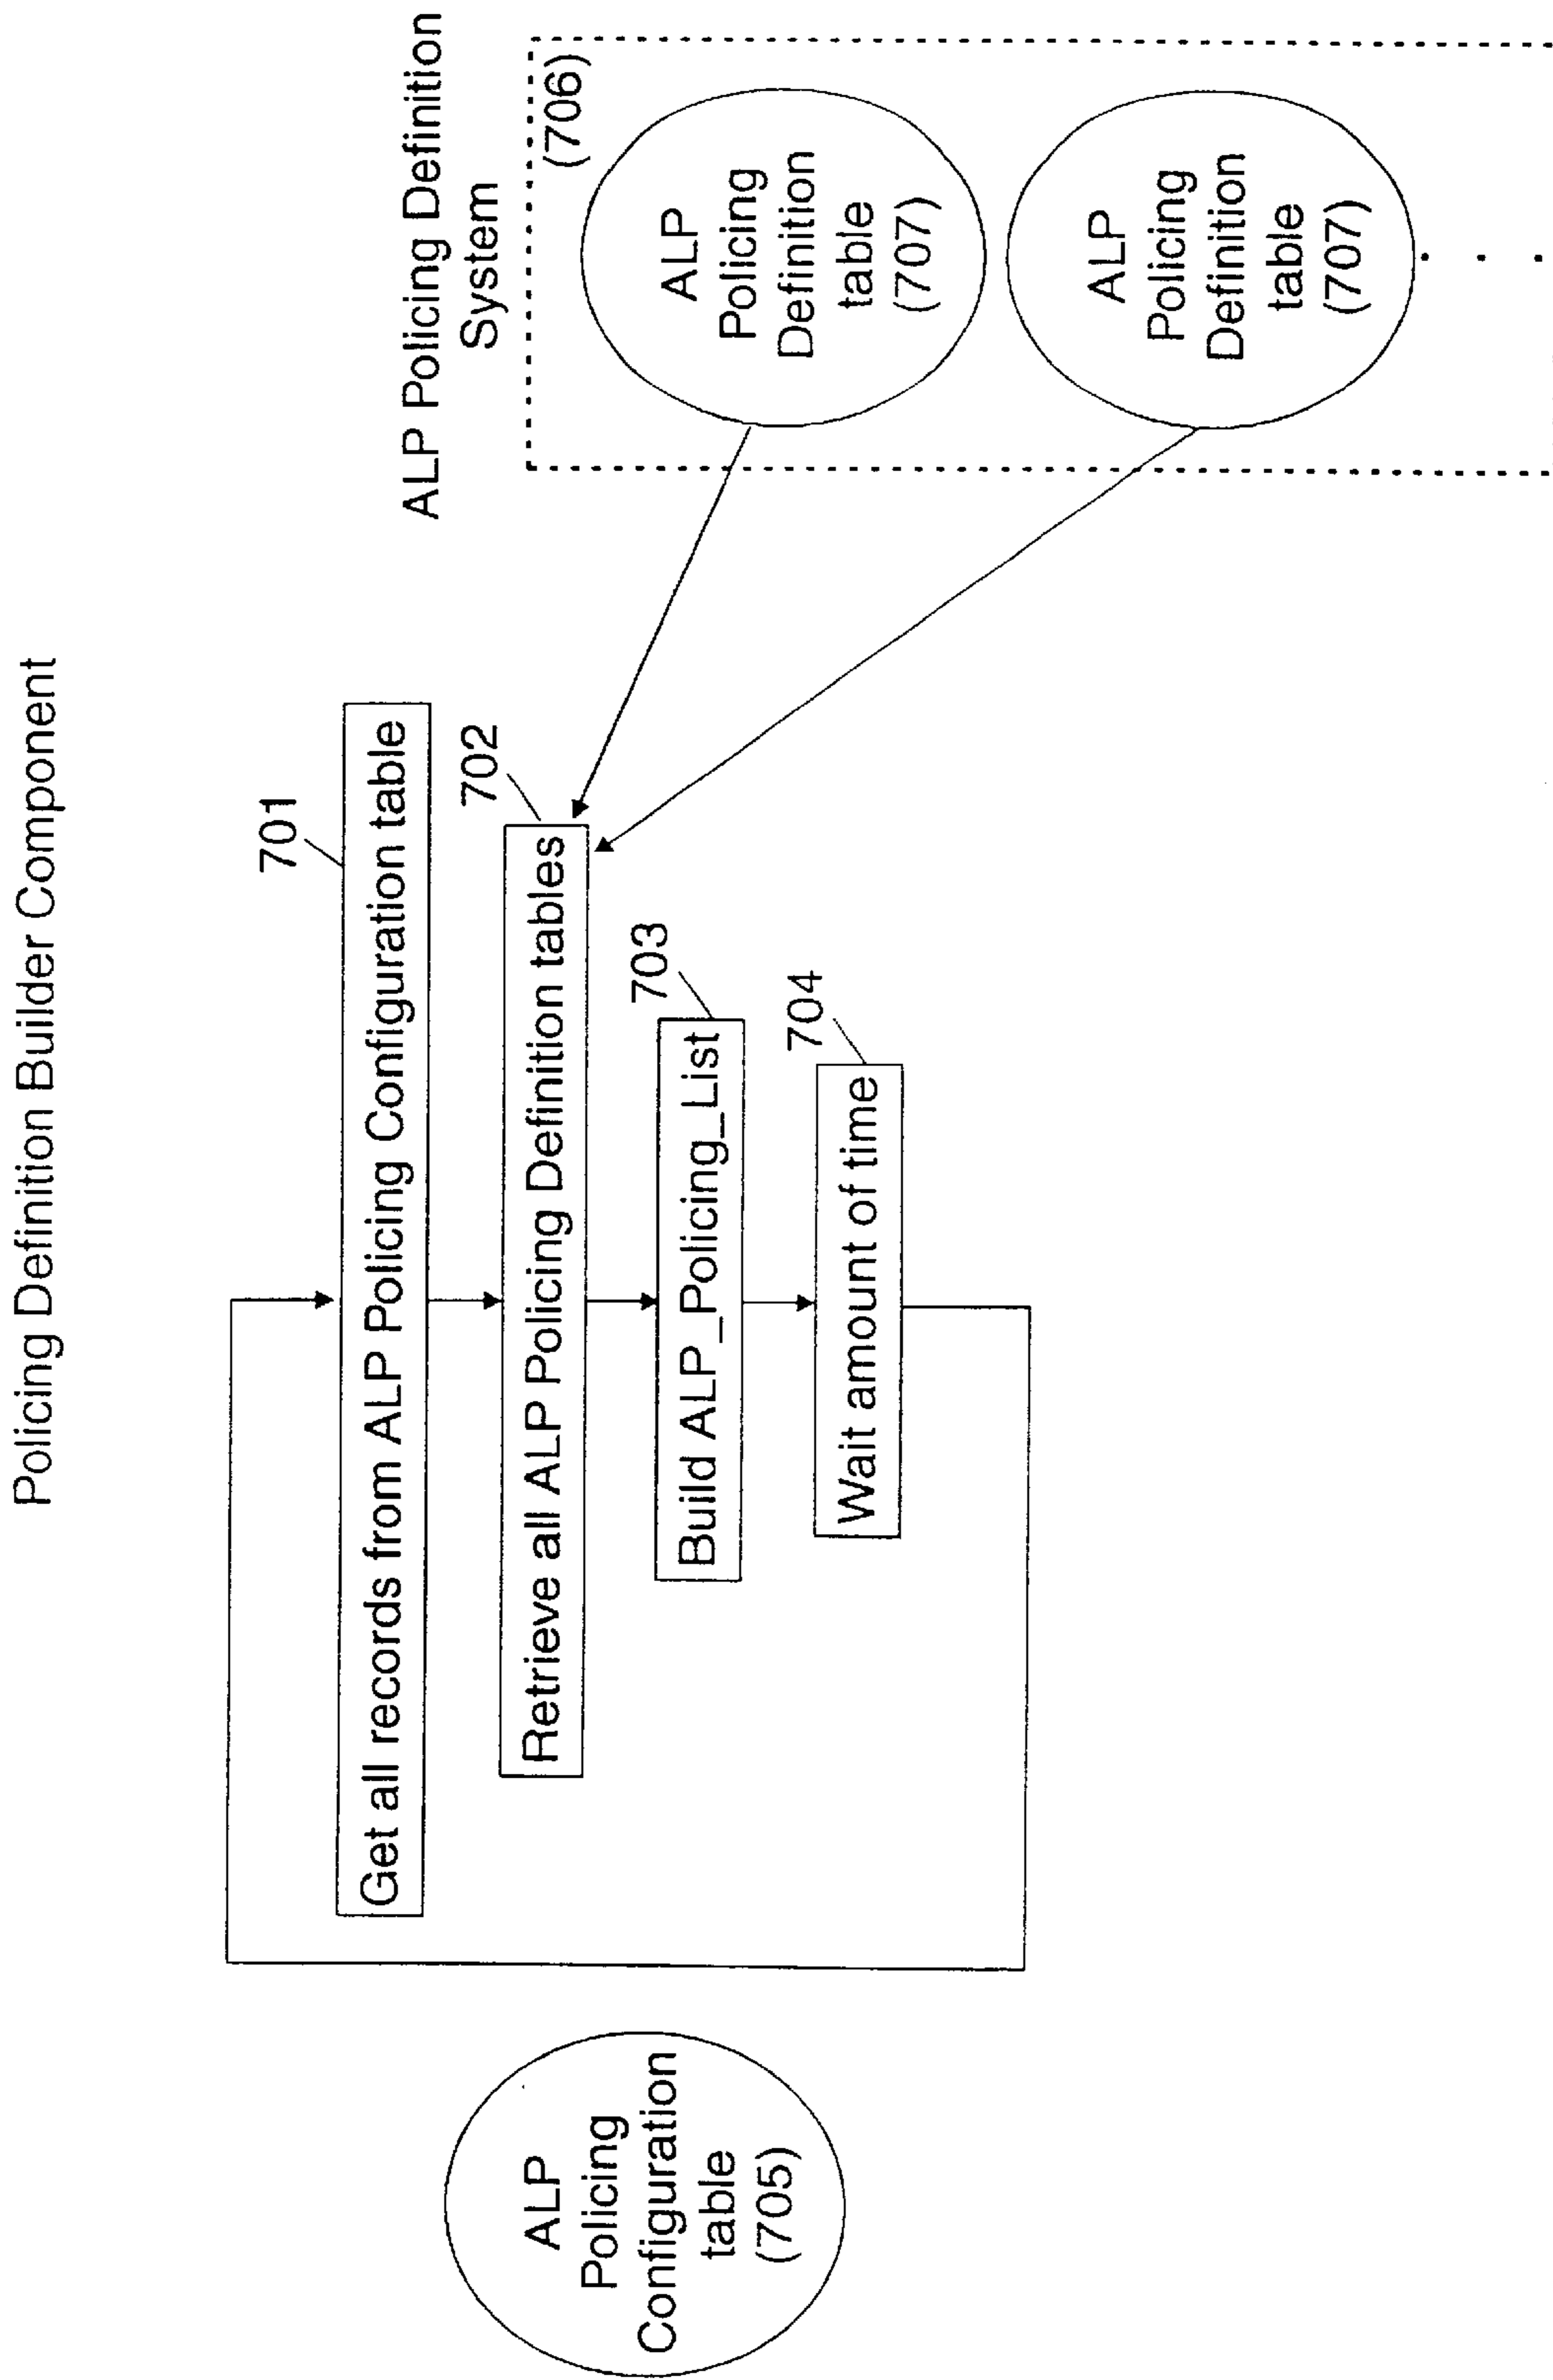 Policing Definition Builder Component
701
Get all records from ALP Policing Configuration table
702
Retrieve all ALP Policing Definition tables
703
Build ALP_Policing_List
704
Wait amount of time
ALP
Policing
Configuration
table
(705)
ALP Policing Definition
System
(706)
ALP
Policing
Definition
table
(707)
ALP
Policing
Definition
table
(707)
. . .